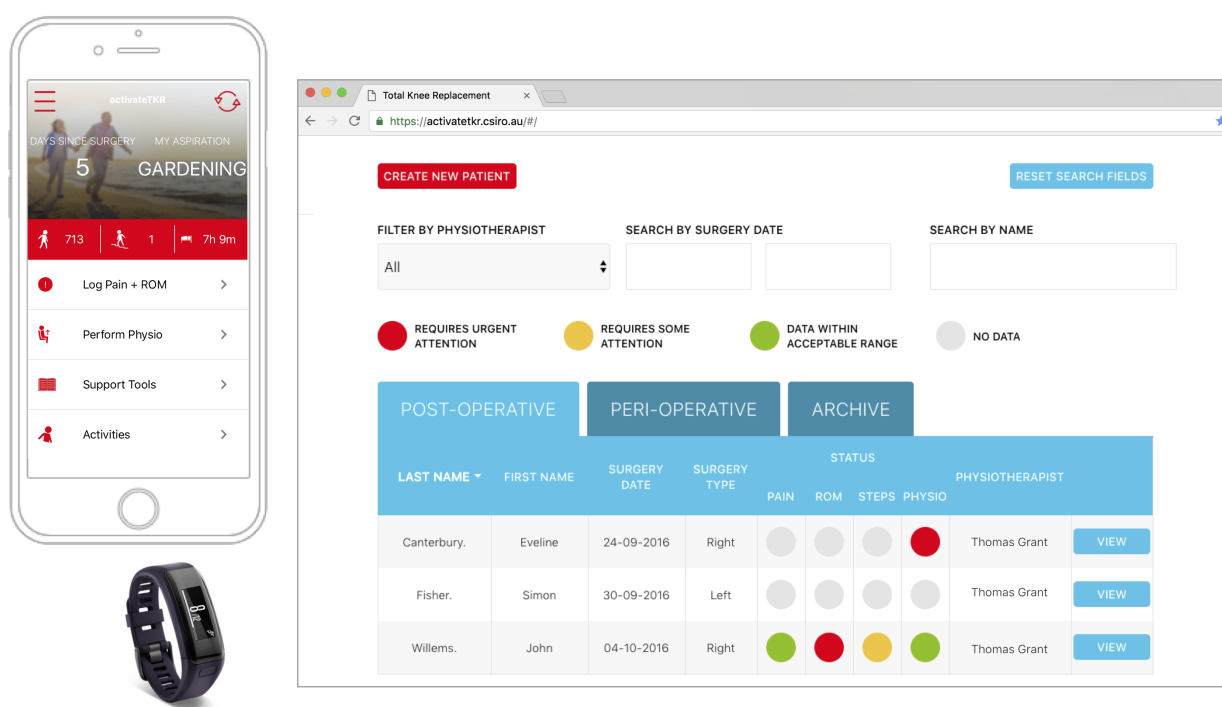 activateTKR
DAYS SINCE SURGERY MY ASPIRATION
5 GARDENING
713 1 7h 9m
Log Pain + ROM
Perform Physio
Support Tools
Activities
Total Knee Replacement
https://activatetkr.csiro.au/#/
CREATE NEW PATIENT RESET SEARCH FIELDS
FILTER BY PHYSIOTHERAPIST SEARCH BY SURGERY DATE SEARCH BY NAME
All
REQUIRES URGENT
ATTENTION
REQUIRES SOME
ATTENTION
DATA WITHIN
ACCEPTABLE RANGE
NO DATA
POST-OPERATIVE PERI-OPERATIVE ARCHIVE
LAST NAME FIRST NAME SURGERY DATE SURGERY TYPE STATUS PHYSIOTHERAPIST
PAIN ROM STEPS PHYSIO
Canterbury. Eveline 24-09-2016 Right Thomas Grant VIEW
Fisher. Simon 30-09-2016 Left Thomas Grant VIEW
Willems. John 04-10-2016 Right Thomas Grant VIEW